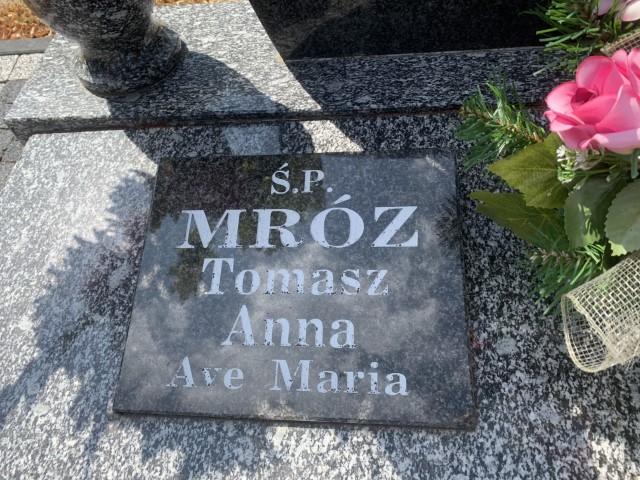 Ś.P.
MRÓZ
Tomasz
Anna
Ave Maria